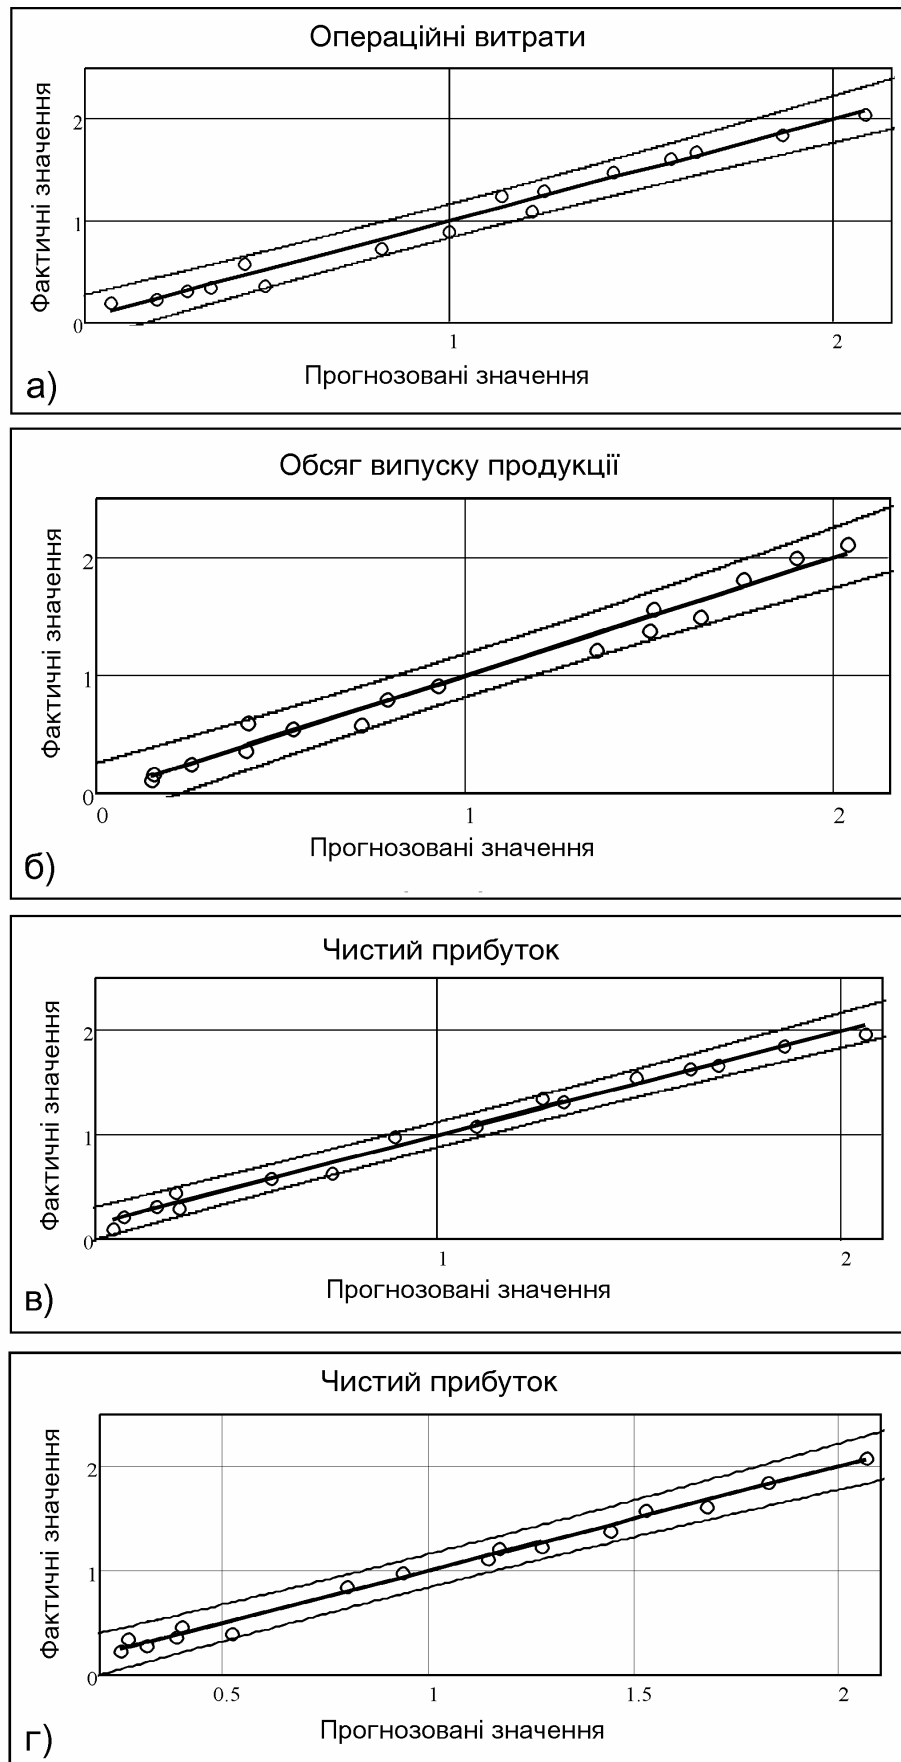 Операційні витрати
Фактичні значення
2
1
0
1
2
Прогнозовані значення
а)
Обсяг випуску продукції
Фактичні значення
2
1
0
0
1
2
Прогнозовані значення
б)
Чистий прибуток
Фактичні значення
2
1
0
1
2
Прогнозовані значення
в)
Чистий прибуток
Фактичні значення
2
1
0
0.5
1
1.5
2
Прогнозовані значення
г)